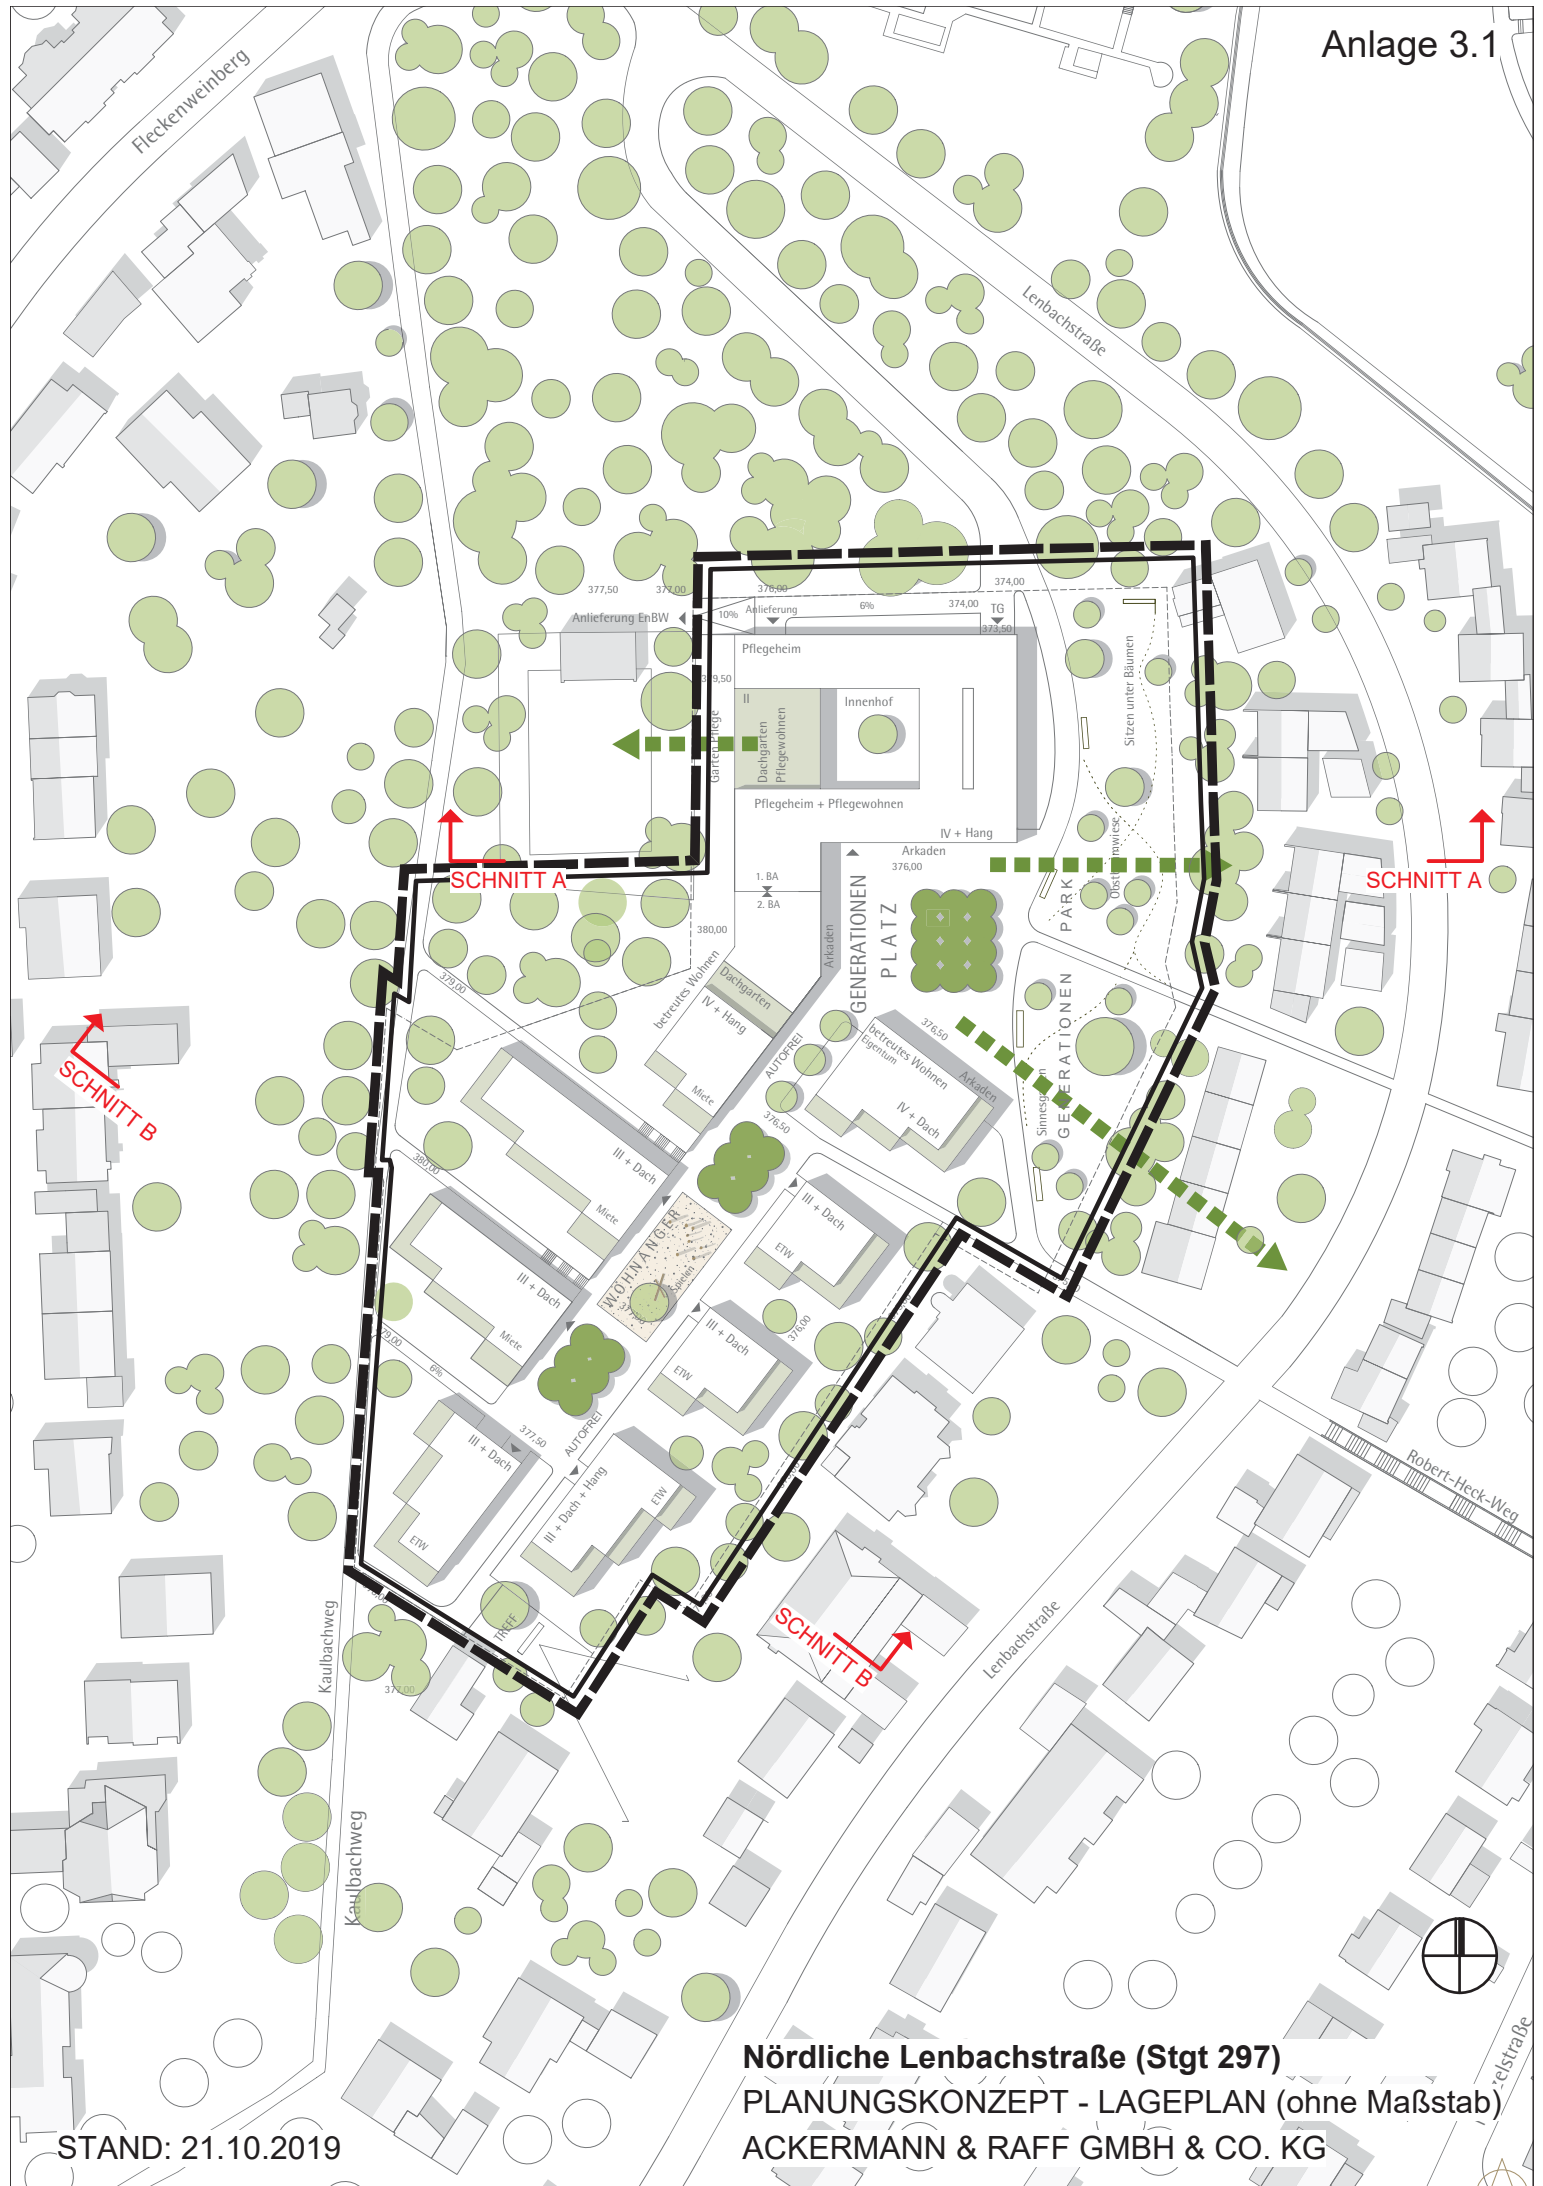 Anlage 3.1
Fleckenweinberg
Lenbachstraße
377,50
377,00
376,00
374,00
Anlieferung EnBW
10%
Anlieferung
6%
374,00
TG
373,50
Pflegeheim
Sitzen unter Bäumen
II
Innenhof
Garten Pflege
Dachgarten
Pflegewohnen
Pflegeheim + Pflegewohnen
IV + Hang
Arkaden
376,00
SCHNITT A
SCHNITT A
1. BA
2. BA
380,00
Arkaden
GENERATIONEN
PLATZ
GENERATIONEN PARK
379,00
betreutes Wohnen
Dachgarten
IV + Hang
Miete
AUTOFREI
376,50
376,50
betreutes Wohnen
Eigentum
Arkaden
IV + Dach
SCHNITT B
380,00
III + Dach
Miete
WOHNANGER
Spielen
III + Dach
ETW
III + Dach
Miete
III + Dach
ETW
376,00
6%
III + Dach
377,50
ETW
AUTOFREI
III + Dach + Hang
ETW
TREFF
377,00
Robert-Heck-Weg
SCHNITT B
Lenbachstraße
Kaulbachweg
Kaulbachweg
Nördliche Lenbachstraße (Stgt 297)
PLANUNGSKONZEPT - LAGEPLAN (ohne Maßstab)
STAND: 21.10.2019
ACKERMANN & RAFF GMBH & CO. KG